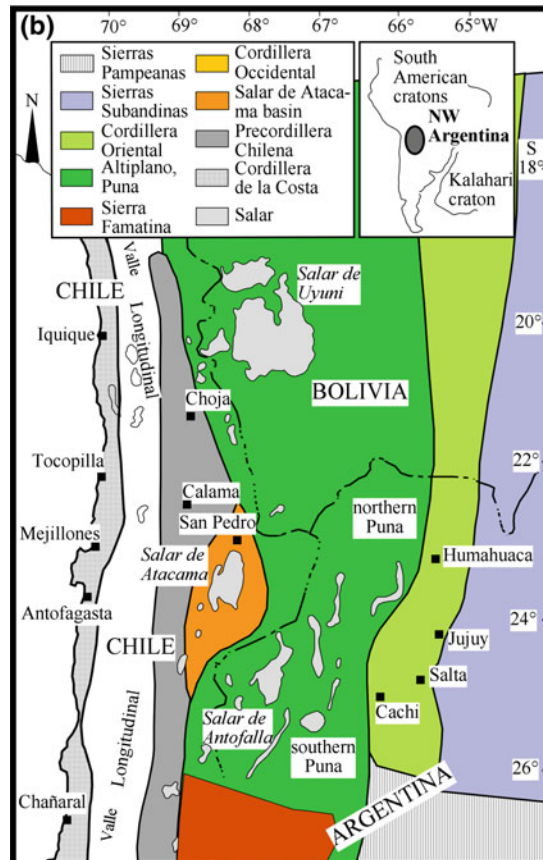 (b)
70°
69°
68°
67°
66°
65°W
Sierras
Pampeanas
Sierras
Subandinas
Cordillera
Oriental
Altiplano,
Puna
Sierra
Famatina
Cordillera
Occidental
Salar de Ataca-
ma basin
Precordillera
Chilena
Cordillera
de la Costa
Salar
South
American
cratons
NW
Argentina
Kalahari
craton
N
S
18°
Valle
Longitudinal
CHILE
Salar de
Uyuni
20°
Iquique
BOLIVIA
Choja
22°
Tocopilla
Calama
northern
Puna
San Pedro
Mejillones
Salar de
Atacama
Humahuaca
Antofagasta
24°
CHILE
Jujuy
Salta
Cachi
Salar de
Antofalla
southern
Puna
Longitudinal
Valle
26°
ARGENTINA
Chañaral